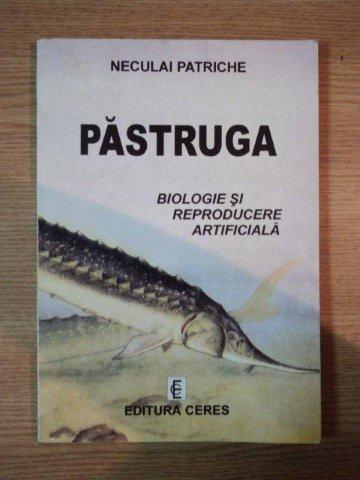 NECULAI PATRICHE
PĂSTRUGA
BIOLOGIE ŞI
REPRODUCERE
ARTIFICIALĂ
EDITURA CERES